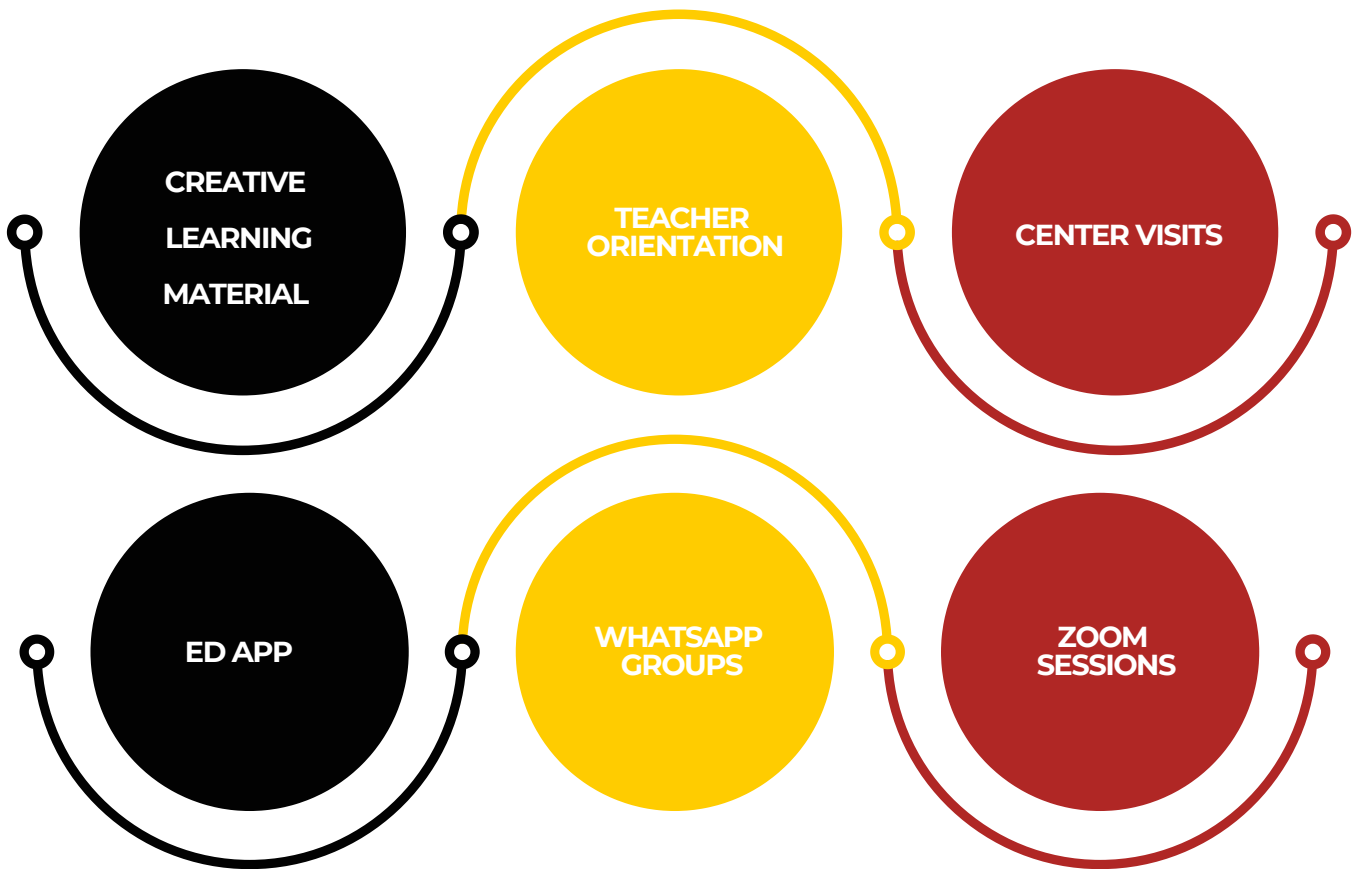 CREATIVE
LEARNING
MATERIAL
TEACHER
ORIENTATION
CENTER VISITS
ED APP
WHATSAPP
GROUPS
ZOOM
SESSIONS